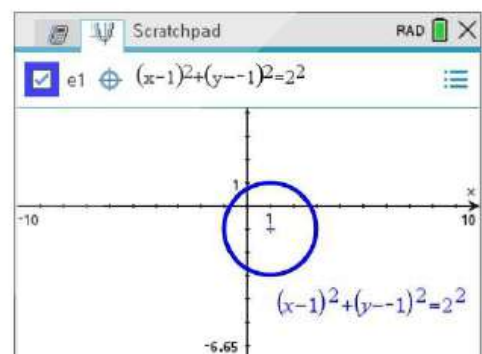 Scratchpad RAD
e1 (x-1)²+(y--1)²=2²
1
x
-10 1 10
(x-1)²+(y--1)²=2²
-6.65